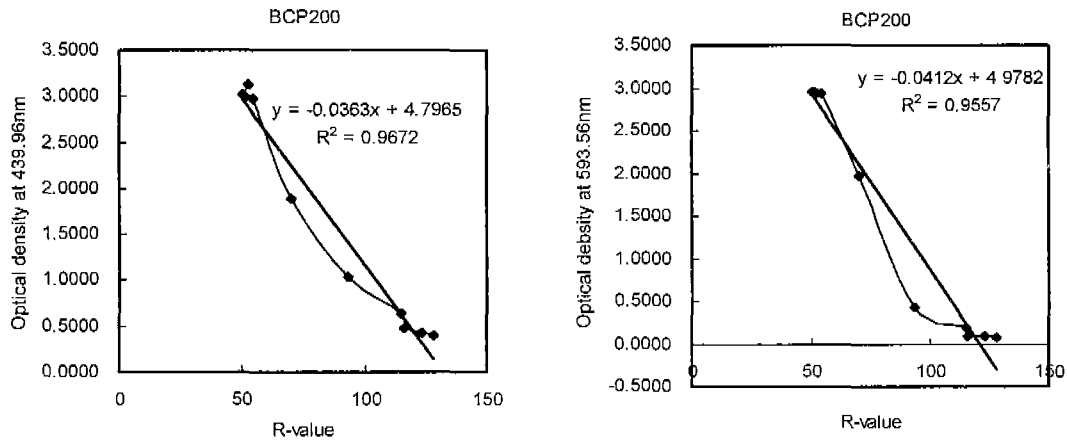 BCP200
3.5000
3.0000
2.5000
2.0000
1.5000
1.0000
0.5000
0.0000
Optical density at 439.96nm
y = -0.0363x + 4.7965
R² = 0.9672
0
50
100
150
R-value
BCP200
3.5000
3.0000
2.5000
2.0000
1.5000
1.0000
0.5000
0.0000
-0.5000
Optical debsity at 593.56nm
y = -0.0412x + 4 9782
R² = 0.9557
0
50
100
150
R-value